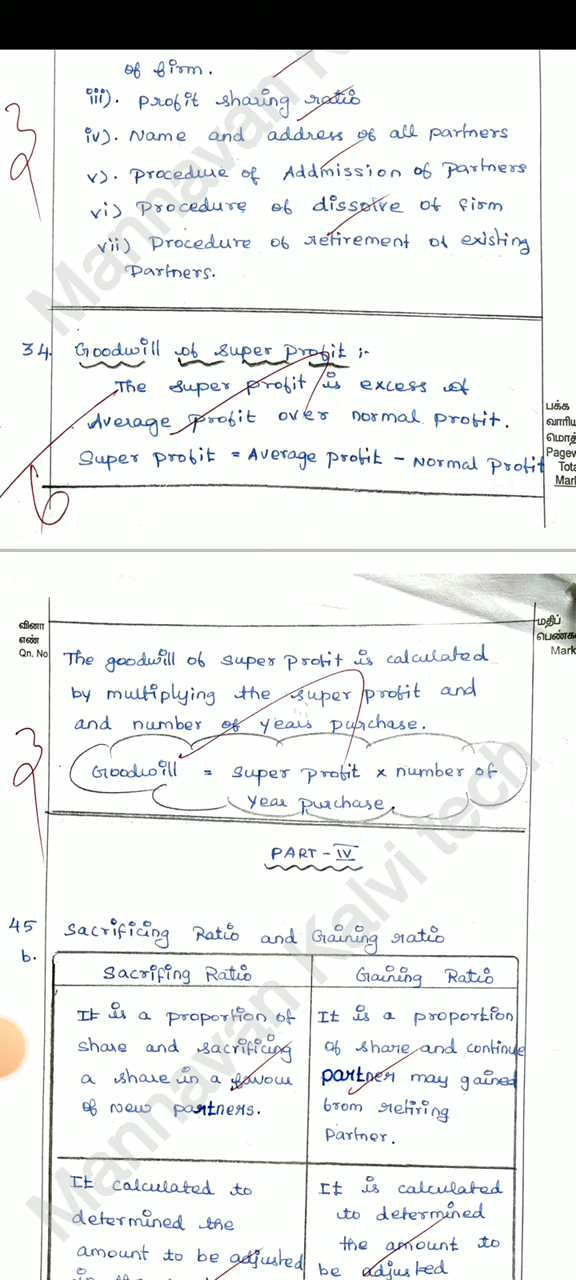 of firm.
iii). Profit sharing ratio
iv). Name and address of all partners
v). Procedure of Addmission of Partners
vi) Procedure of dissolve of firm
vii) Procedure of retirement of existing
Partners.
3
34. Goodwill of Super Profit :-
The super profit is excess of
Average profit over normal profit.
Super profit = Average profit - Normal Profit
பக்க
வாரிய
மொத்
Pagew
Tota
Mark
வினா
எண்
Qn. No
மதிப்
பெண்க
Mark
The goodwill of super profit is calculated
by multiplying the super profit and
and number of years purchase.
Goodwill = super profit x number of
year purchase.
3
PART - IV
45 Sacrificing Ratio and Gaining ratio
b.
Sacrifing Ratio
It is a proportion of
share and sacrificing
a share in a favour
of new partners.
Gaining Ratio
It is a proportion
of share and continue
partner may gained
from retiring
Partner.
It calculated to
determined the
amount to be adjusted
It is calculated
to determined
the amount to
be adjusted
Mannavan Kalvi tech